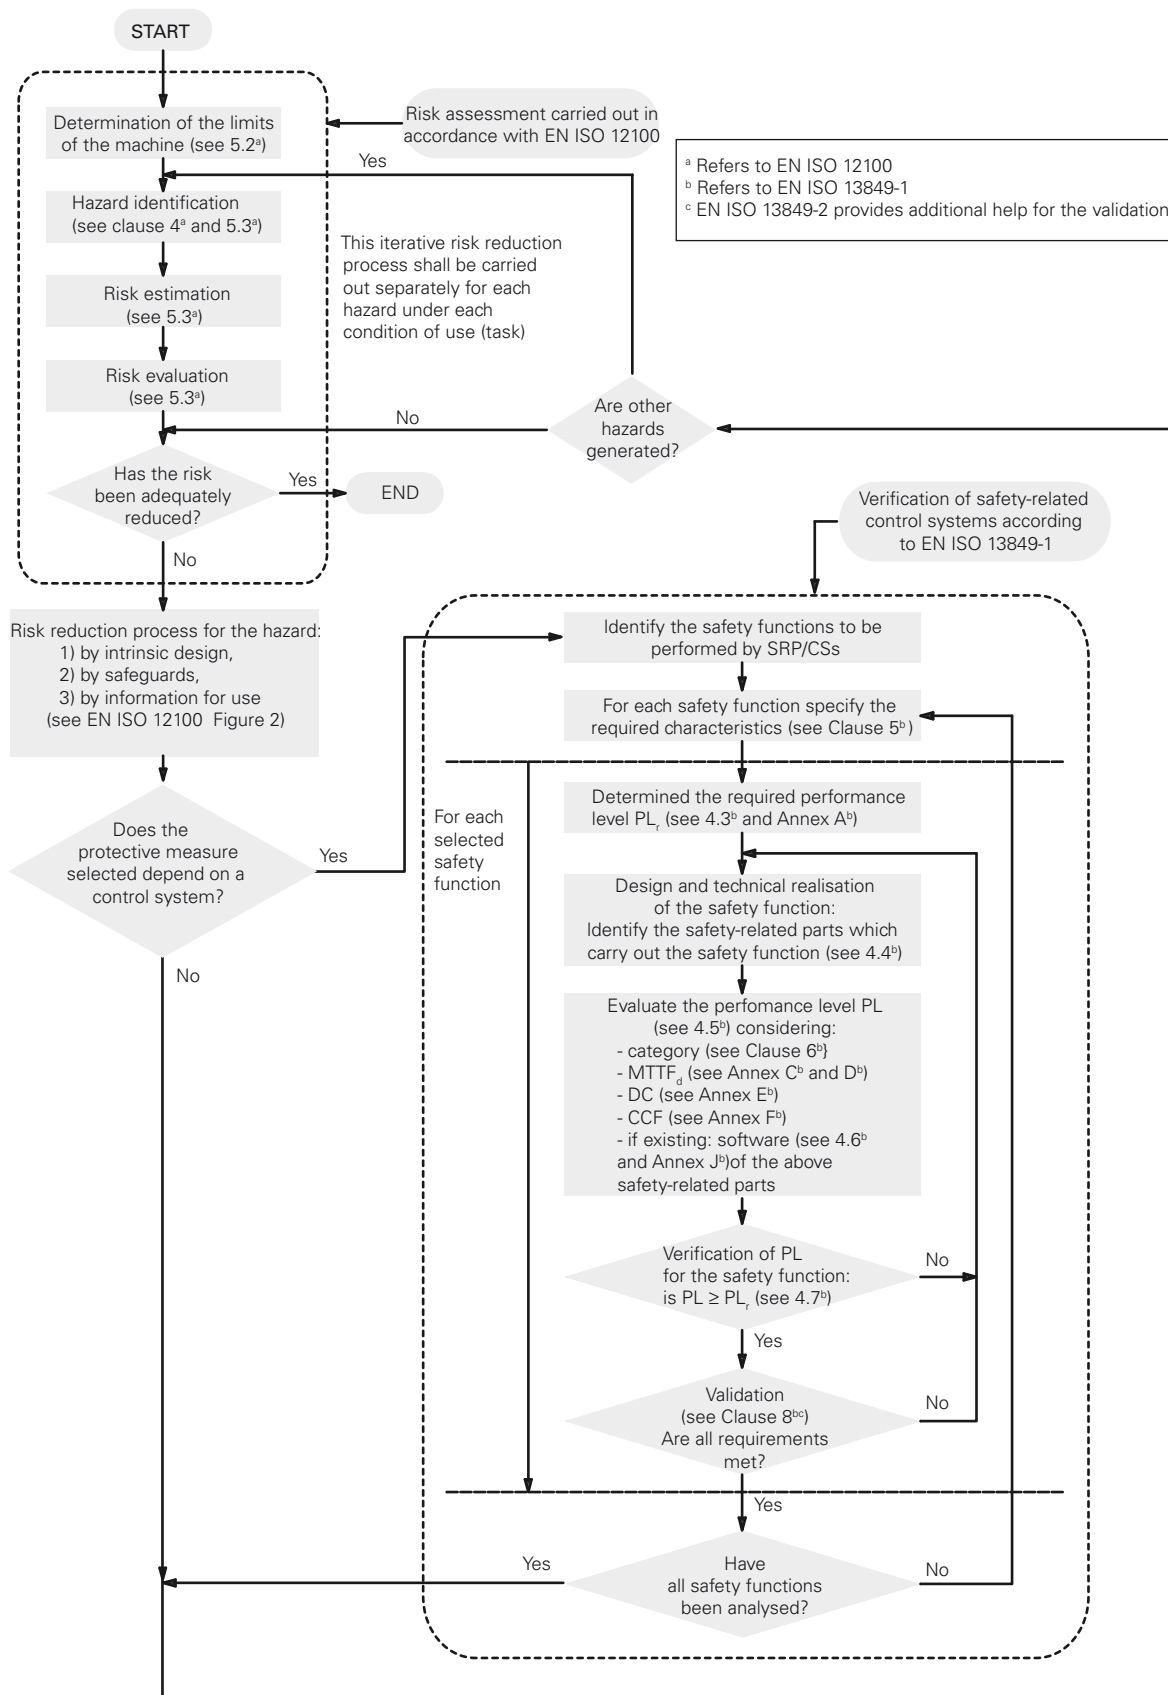 START
Determination of the limits
of the machine (see 5.2ᵃ)
Risk assessment carried out in
accordance with EN ISO 12100
Yes
ᵃ Refers to EN ISO 12100
ᵇ Refers to EN ISO 13849-1
ᶜ EN ISO 13849-2 provides additional help for the validation
Hazard identification
(see clause 4ᵃ and 5.3ᵃ)
This iterative risk reduction
process shall be carried
out separately for each
hazard under each
condition of use (task)
Risk estimation
(see 5.3ᵃ)
Risk evaluation
(see 5.3ᵃ)
No
Are other
hazards
generated?
Has the risk
been adequately
reduced?
Yes
END
No
Verification of safety-related
control systems according
to EN ISO 13849-1
Risk reduction process for the hazard:
1) by intrinsic design,
2) by safeguards,
3) by information for use
(see EN ISO 12100 Figure 2)
Identify the safety functions to be
performed by SRP/CSs
For each safety function specify the
required characteristics (see Clause 5ᵇ )
Does the
protective measure
selected depend on a
control system?
Yes
No
For each
selected
safety
function
Determined the required performance
level PLᵣ (see 4.3ᵇ and Annex Aᵇ)
Design and technical realisation
of the safety function:
Identify the safety-related parts which
carry out the safety function (see 4.4ᵇ)
Evaluate the perfomance level PL
(see 4.5ᵇ) considering:
- category (see Clause 6ᵇ}
- MTTF_d (see Annex Cᵇ and Dᵇ)
- DC (see Annex Eᵇ)
- CCF (see Annex Fᵇ)
- if existing: software (see 4.6ᵇ
and Annex Jᵇ)of the above
safety-related parts
Verification of PL
for the safety function:
is PL ≥ PLᵣ (see 4.7ᵇ)
No
Yes
Validation
(see Clause 8ᵇᶜ)
Are all requirements
met?
No
Yes
Have
all safety functions
been analysed?
Yes
No